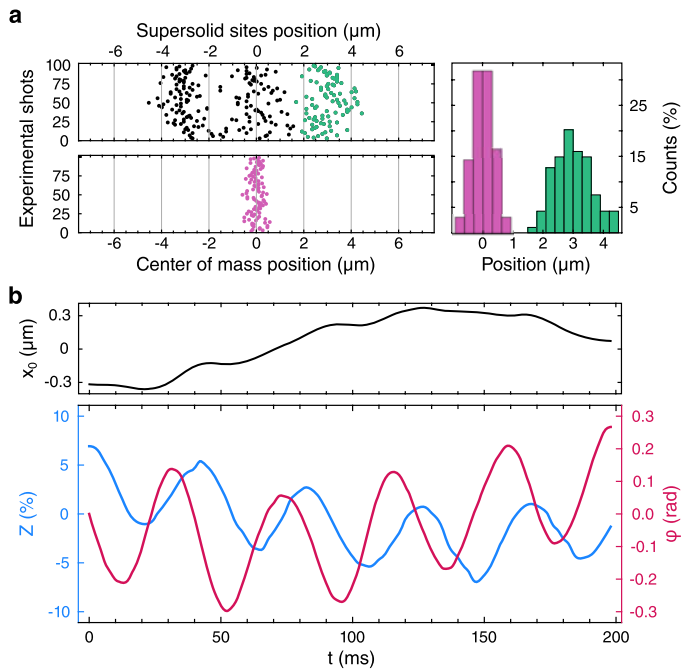 a
Supersolid sites position (µm)
-6 -4 -2 0 2 4 6
Experimental shots
100
75
50
25
0
75
50
25
0
-6 -4 -2 0 2 4 6
Center of mass position (µm)
25
15
5
Counts (%)
0 2 4
Position (µm)
b
0.3
0
-0.3
x0 (µm)
10
5
0
-5
-10
Z (%)
0.3
0.2
0.1
0.0
-0.1
-0.2
-0.3
φ (rad)
0 50 100 150 200
t (ms)